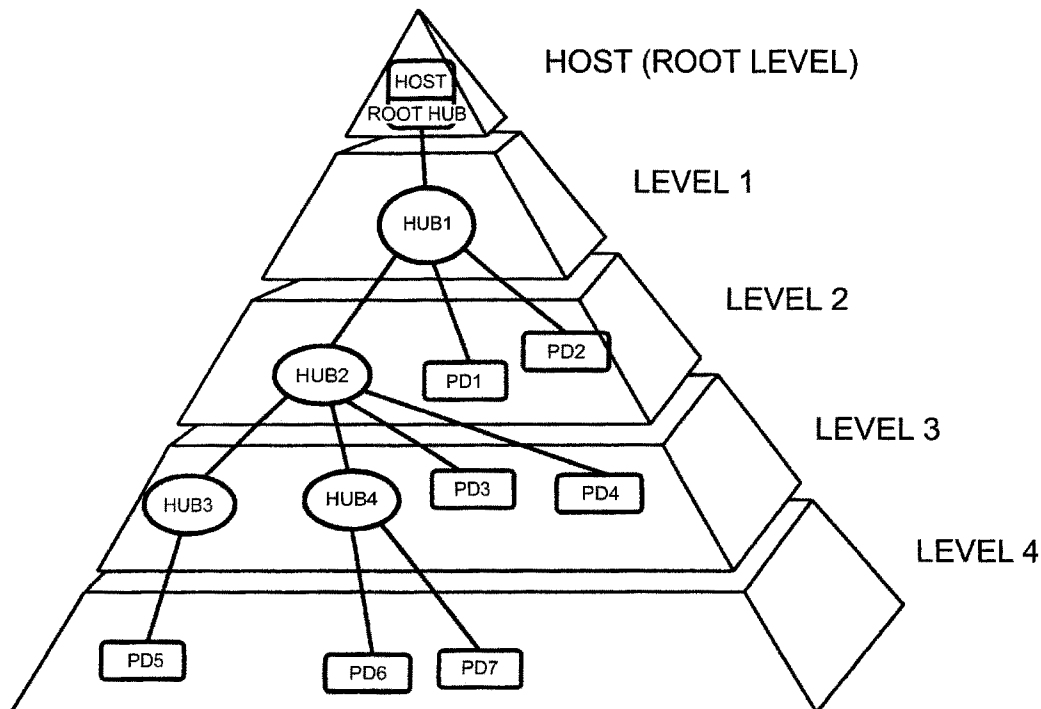 HOST (ROOT LEVEL)
HOST
ROOT HUB
LEVEL 1
HUB1
LEVEL 2
PD2
HUB2
PD1
LEVEL 3
HUB3
HUB4
PD3
PD4
LEVEL 4
PD5
PD6
PD7